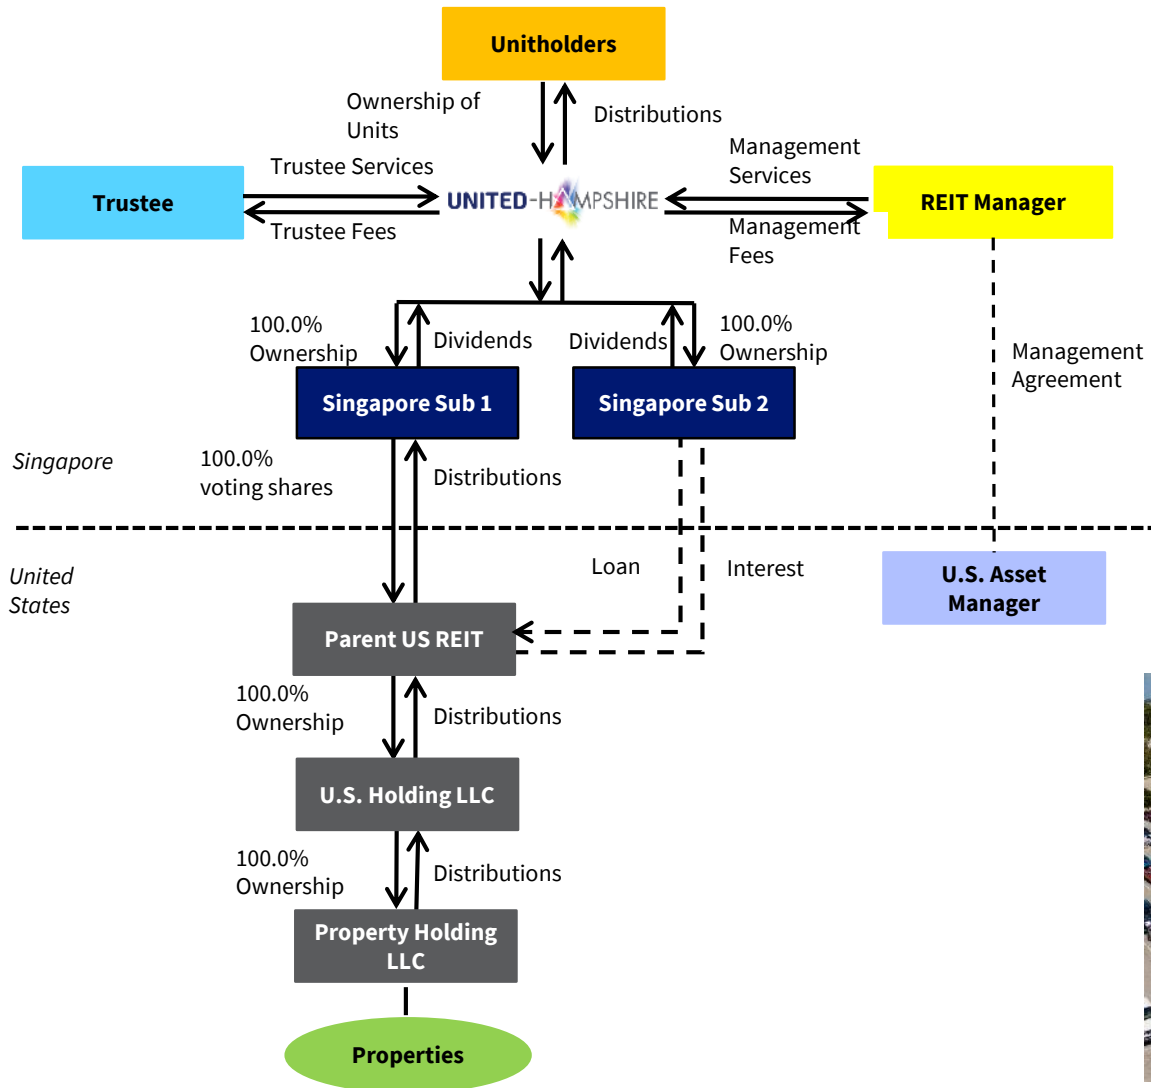 Unitholders
Ownership of
Units
Distributions
Trustee Services
Management
Services
Trustee
UNITED-HAMPSHIRE
REIT Manager
Trustee Fees
Management
Fees
100.0%
Ownership
Dividends
Dividends
100.0%
Ownership
Management
Agreement
Singapore Sub 1
Singapore Sub 2
Singapore
100.0%
voting shares
Distributions
United
States
Loan
Interest
U.S. Asset
Manager
Parent US REIT
100.0%
Ownership
Distributions
U.S. Holding LLC
100.0%
Ownership
Distributions
Property Holding
LLC
Properties